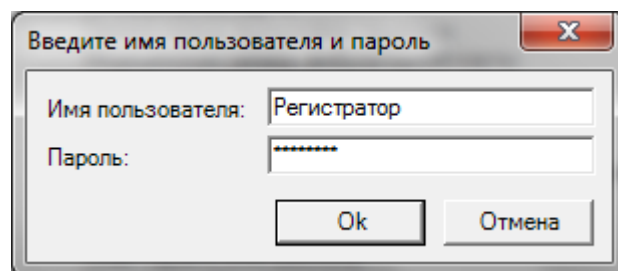 Введите имя пользователя и пароль
Имя пользователя: Регистратор
Пароль: ********
Ok Отмена